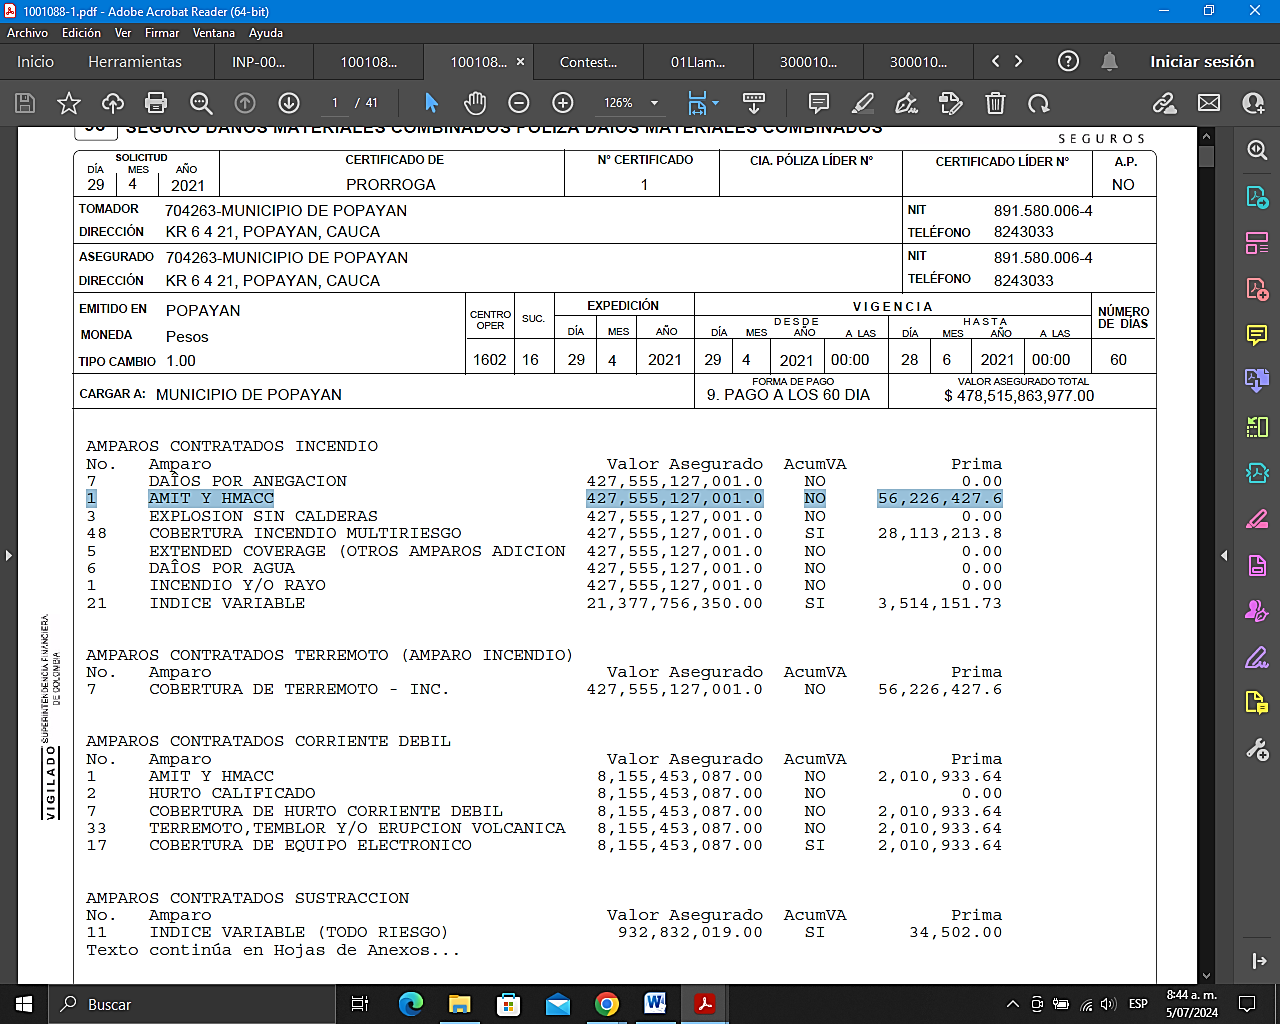 1001088-1.pdf - Adobe Acrobat Reader (64-bit)
Archivo Edición Ver Firmar Ventana Ayuda
Inicio Herramientas INP-00... 100108... 100108... × Contest... 01Llam... 300010... 300010... Iniciar sesión
1 / 41 126%
SEGURO DAÑOS MATERIALES COMBINADOS POLIZA DAÍOS MATERIALES COMBINADOS
SEGUROS
SOLICITUD
DÍA MES AÑO
29 4 2021
CERTIFICADO DE
PRORROGA
N° CERTIFICADO
1
CIA. PÓLIZA LÍDER N°
CERTIFICADO LÍDER N°
A.P.
NO
TOMADOR 704263-MUNICIPIO DE POPAYAN NIT 891.580.006-4
DIRECCIÓN KR 6 4 21, POPAYAN, CAUCA TELÉFONO 8243033
ASEGURADO 704263-MUNICIPIO DE POPAYAN NIT 891.580.006-4
DIRECCIÓN KR 6 4 21, POPAYAN, CAUCA TELÉFONO 8243033
EMITIDO EN POPAYAN
MONEDA Pesos
TIPO CAMBIO 1.00
CENTRO OPER SUC. EXPEDICIÓN VIGENCIA NÚMERO DE DÍAS
DESDE HASTA
DÍA MES AÑO DÍA MES AÑO A LAS DÍA MES AÑO A LAS
1602 16 29 4 2021 29 4 2021 00:00 28 6 2021 00:00 60
CARGAR A: MUNICIPIO DE POPAYAN
FORMA DE PAGO
9. PAGO A LOS 60 DIA
VALOR ASEGURADO TOTAL
$ 478,515,863,977.00
AMPAROS CONTRATADOS INCENDIO
No. Amparo Valor Asegurado AcumVA Prima
7 DAÎOS POR ANEGACION 427,555,127,001.0 NO 0.00
1 AMIT Y HMACC 427,555,127,001.0 NO 56,226,427.6
3 EXPLOSION SIN CALDERAS 427,555,127,001.0 NO 0.00
48 COBERTURA INCENDIO MULTIRIESGO 427,555,127,001.0 SI 28,113,213.8
5 EXTENDED COVERAGE (OTROS AMPAROS ADICION 427,555,127,001.0 NO 0.00
6 DAÎOS POR AGUA 427,555,127,001.0 NO 0.00
1 INCENDIO Y/O RAYO 427,555,127,001.0 NO 0.00
21 INDICE VARIABLE 21,377,756,350.00 SI 3,514,151.73
AMPAROS CONTRATADOS TERREMOTO (AMPARO INCENDIO)
No. Amparo Valor Asegurado AcumVA Prima
7 COBERTURA DE TERREMOTO - INC. 427,555,127,001.0 NO 56,226,427.6
AMPAROS CONTRATADOS CORRIENTE DEBIL
No. Amparo Valor Asegurado AcumVA Prima
1 AMIT Y HMACC 8,155,453,087.00 NO 2,010,933.64
2 HURTO CALIFICADO 8,155,453,087.00 NO 0.00
7 COBERTURA DE HURTO CORRIENTE DEBIL 8,155,453,087.00 NO 2,010,933.64
33 TERREMOTO,TEMBLOR Y/O ERUPCION VOLCANICA 8,155,453,087.00 NO 2,010,933.64
17 COBERTURA DE EQUIPO ELECTRONICO 8,155,453,087.00 SI 2,010,933.64
AMPAROS CONTRATADOS SUSTRACCION
No. Amparo Valor Asegurado AcumVA Prima
11 INDICE VARIABLE (TODO RIESGO) 932,832,019.00 SI 34,502.00
Texto continúa en Hojas de Anexos...
VIGILADO SUPERINTENDENCIA FINANCIERA
DE COLOMBIA
Buscar
ESP
8:44 a. m.
5/07/2024